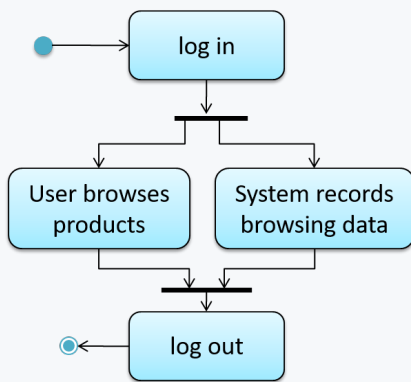 log in
User browses
products
System records
browsing data
log out